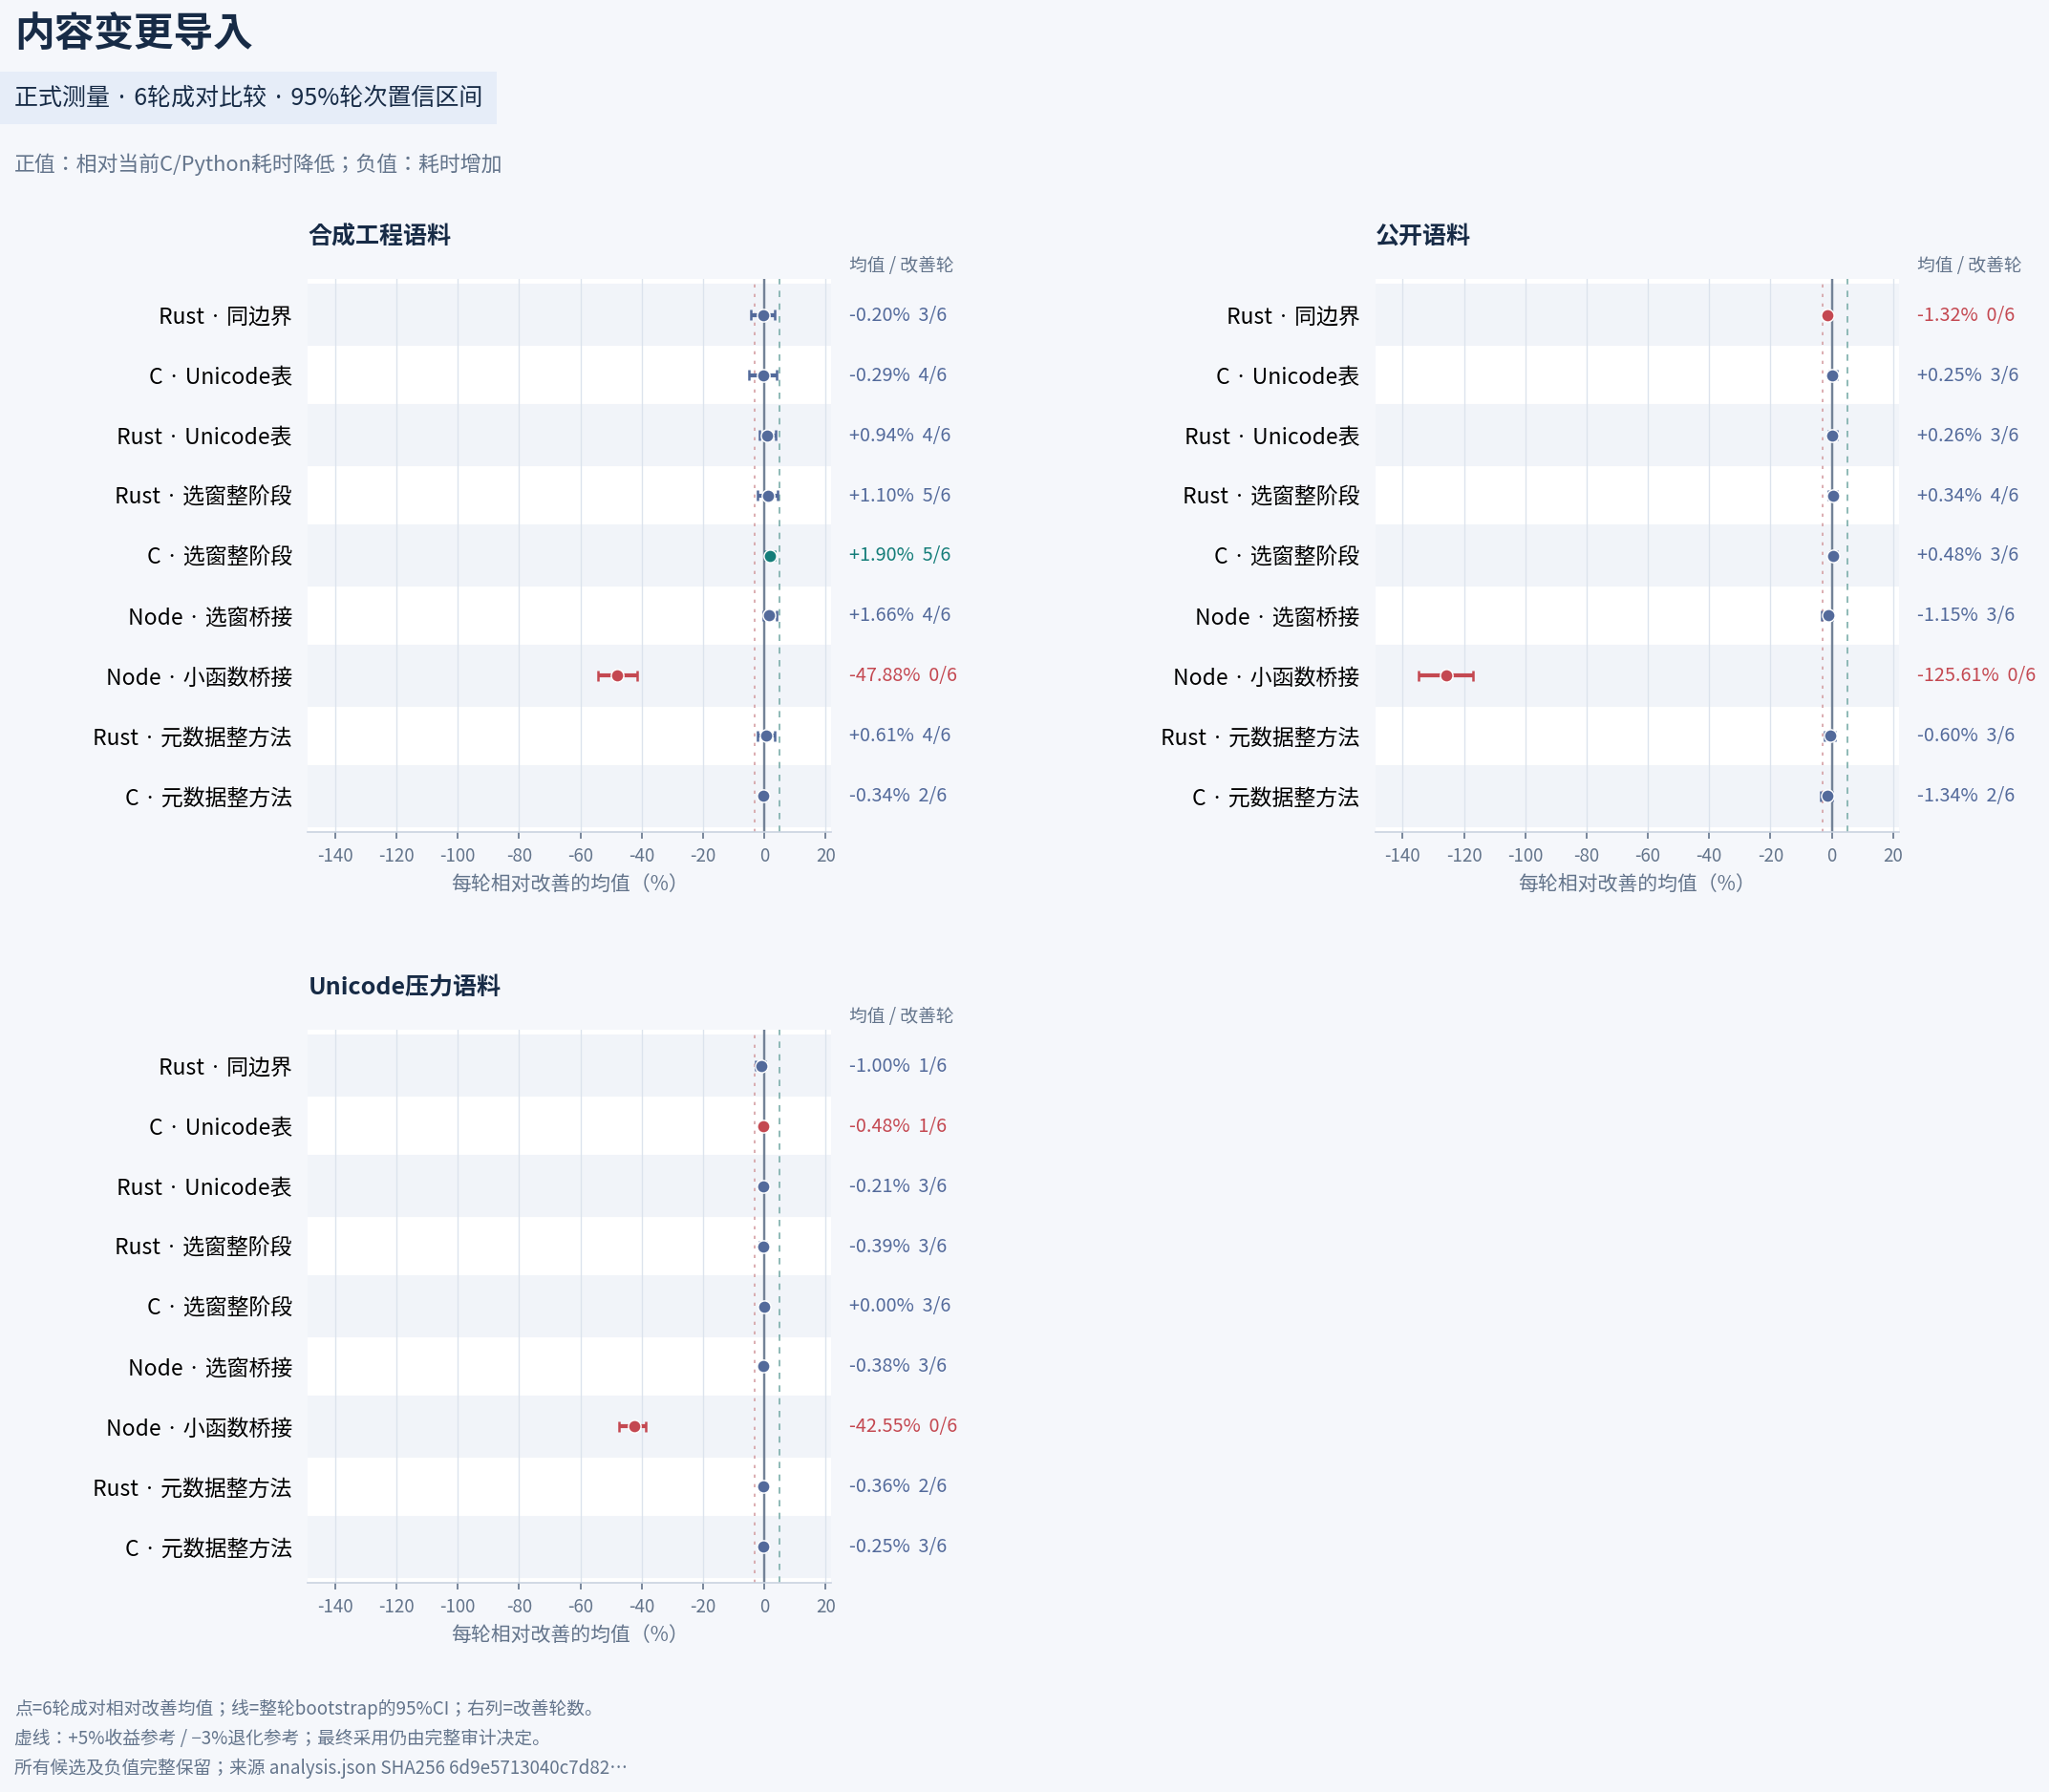 内容变更导入
正式测量 · 6轮成对比较 · 95%轮次置信区间
正值：相对当前C/Python耗时降低；负值：耗时增加
合成工程语料
均值 / 改善轮
Rust · 同边界 -0.20% 3/6
C · Unicode表 -0.29% 4/6
Rust · Unicode表 +0.94% 4/6
Rust · 选窗整阶段 +1.10% 5/6
C · 选窗整阶段 +1.90% 5/6
Node · 选窗桥接 +1.66% 4/6
Node · 小函数桥接 -47.88% 0/6
Rust · 元数据整方法 +0.61% 4/6
C · 元数据整方法 -0.34% 2/6
-140 -120 -100 -80 -60 -40 -20 0 20
每轮相对改善的均值（%）
公开语料
均值 / 改善轮
Rust · 同边界 -1.32% 0/6
C · Unicode表 +0.25% 3/6
Rust · Unicode表 +0.26% 3/6
Rust · 选窗整阶段 +0.34% 4/6
C · 选窗整阶段 +0.48% 3/6
Node · 选窗桥接 -1.15% 3/6
Node · 小函数桥接 -125.61% 0/6
Rust · 元数据整方法 -0.60% 3/6
C · 元数据整方法 -1.34% 2/6
-140 -120 -100 -80 -60 -40 -20 0 20
每轮相对改善的均值（%）
Unicode压力语料
均值 / 改善轮
Rust · 同边界 -1.00% 1/6
C · Unicode表 -0.48% 1/6
Rust · Unicode表 -0.21% 3/6
Rust · 选窗整阶段 -0.39% 3/6
C · 选窗整阶段 +0.00% 3/6
Node · 选窗桥接 -0.38% 3/6
Node · 小函数桥接 -42.55% 0/6
Rust · 元数据整方法 -0.36% 2/6
C · 元数据整方法 -0.25% 3/6
-140 -120 -100 -80 -60 -40 -20 0 20
每轮相对改善的均值（%）
点=6轮成对相对改善均值；线=整轮bootstrap的95%CI；右列=改善轮数。
虚线：+5%收益参考 / −3%退化参考；最终采用仍由完整审计决定。
所有候选及负值完整保留；来源 analysis.json SHA256 6d9e5713040c7d82…